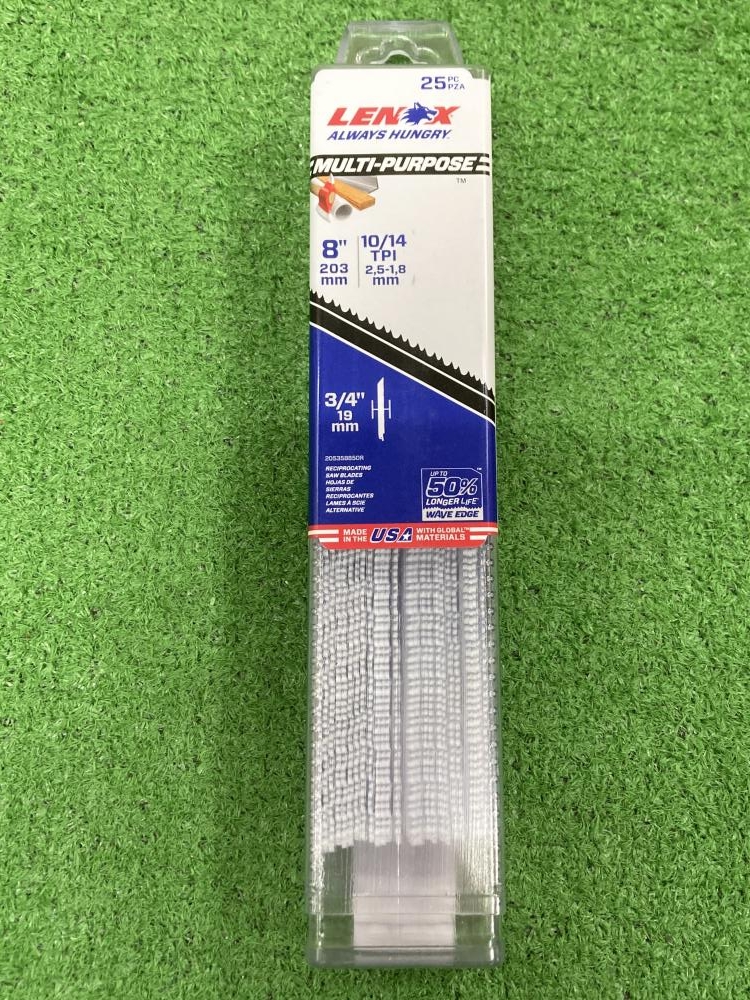 25 PC PZA
LENOX
ALWAYS HUNGRY.
MULTI-PURPOSE
TM
8"
203
mm
10/14
TPI
2,5-1,8
mm
3/4"
19
mm
20535B850R
RECIPROCATING
SAW BLADES
HOJAS DE
SIERRAS
RECIPROCANTES
LAMES À SCIE
ALTERNATIVE
UP TO
50%
LONGER LIFE
WAVE EDGE
MADE IN THE USA WITH GLOBAL MATERIALS